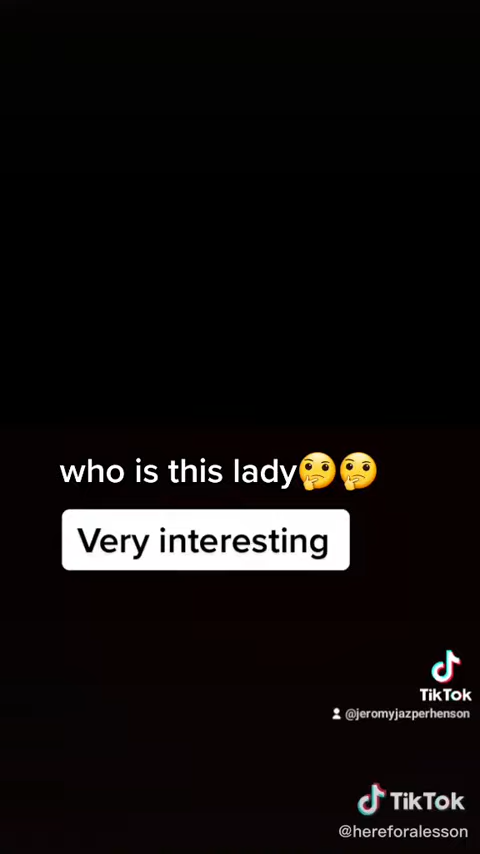 who is this lady🤔🤔
Very interesting
TikTok
@jeromyjazperhenson
TikTok
@hereforalesson